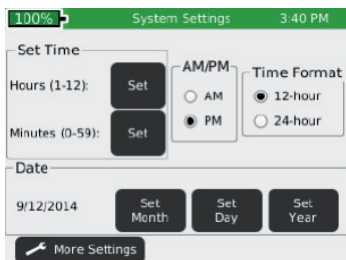 100% System Settings 3:40 PM
Set Time
Hours (1-12): Set
Minutes (0-59): Set
AM/PM
AM
PM
Time Format
12-hour
24-hour
Date
9/12/2014
Set Month
Set Day
Set Year
More Settings